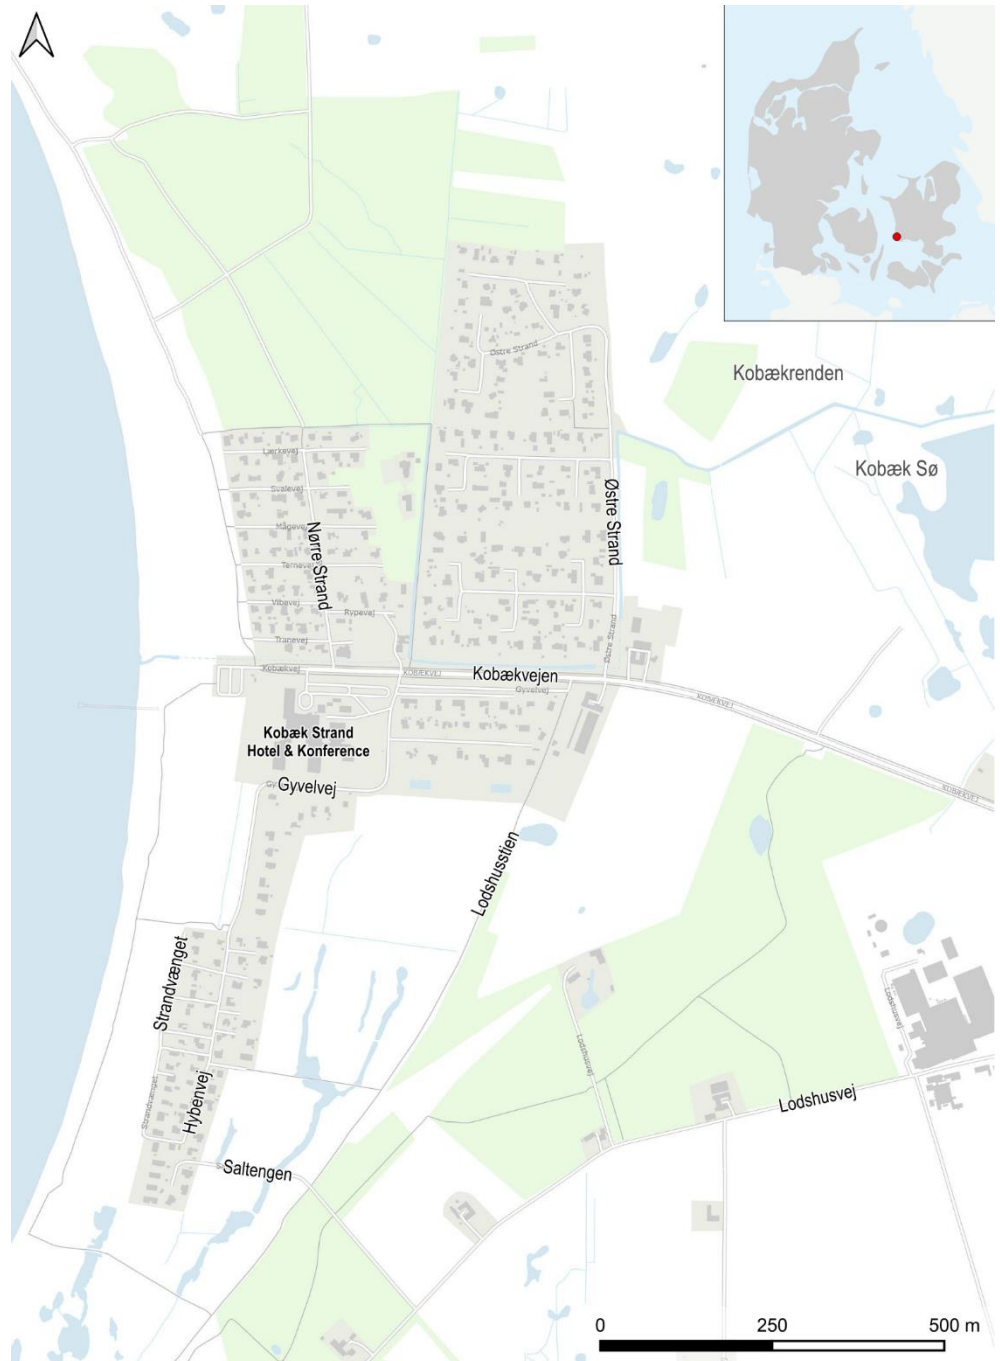 Kobækrenden
Østre Strand
Lærkevej
Kobæk Sø
Svalevej
Østre Strand
Mågevej
Nørre Strand
Ternevej
Vibevej
Rypevej
Tranevej
Østre Strand
Kobækvej
KOBÆKVEJ
Kobækvejen
Gyvelvej
KOBÆKVEJ
Kobæk Strand
Hotel & Konference
Gyvelvej
KOBÆKVEJ
Lodshusstien
Strandvænget
Lodshusvej
Lodshusvej
Strandvænget
Hybenvej
Lodshusvej
Saltengen
0 250 500 m